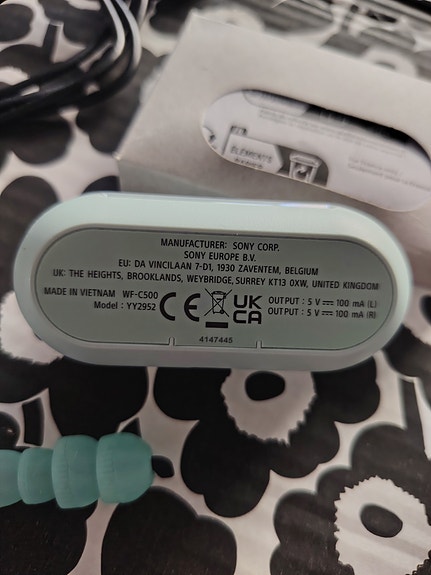 ÉLÉMENTS
MANUFACTURER: SONY CORP.
SONY EUROPE B.V.
EU: DA VINCILAAN 7-D1, 1930 ZAVENTEM, BELGIUM
UK: THE HEIGHTS, BROOKLANDS, WEYBRIDGE, SURREY KT13 0XW, UNITED KINGDOM
MADE IN VIETNAM WF-C500
Model : YY2952
CE
UK
CA
OUTPUT : 5 V ⎓ 100 mA (L)
OUTPUT : 5 V ⎓ 100 mA (R)
4147445